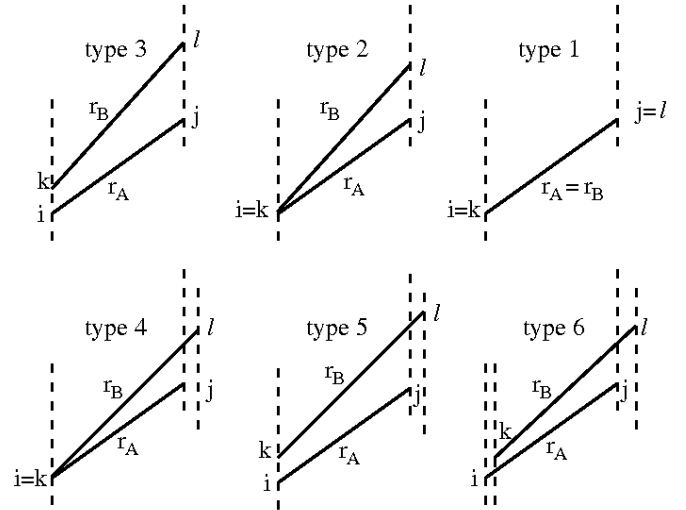 type 3
l
r_B
j
k
i
r_A
type 2
l
r_B
j
i=k
r_A
type 1
j=l
i=k
r_A=r_B
type 4
l
r_B
j
r_A
i=k
type 5
l
r_B
j
k
r_A
i
type 6
l
r_B
j
k
r_A
i